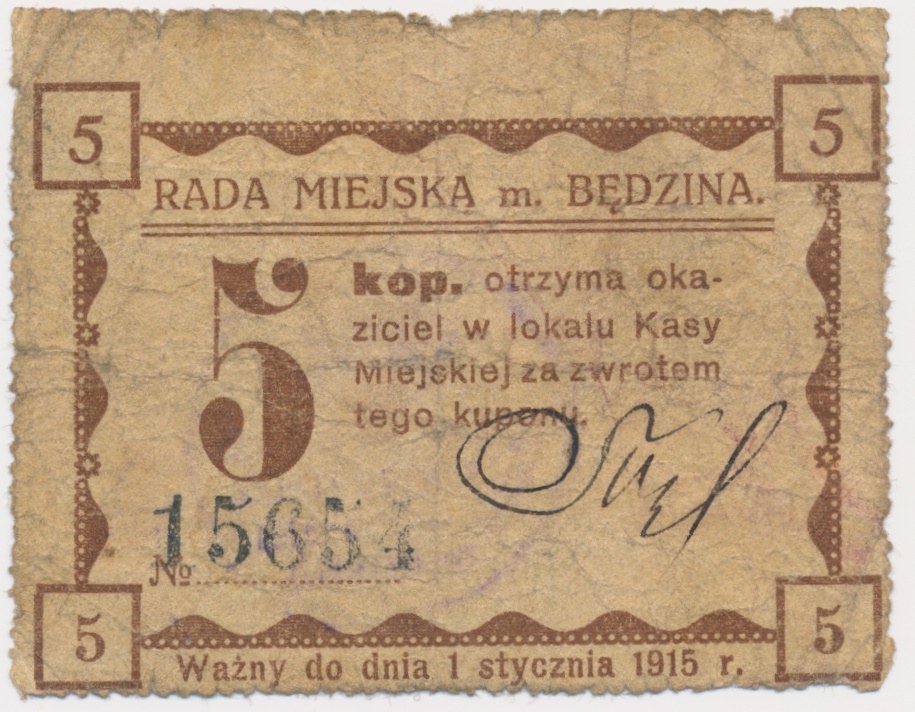 5 5
RADA MIEJSKA m. BĘDZINA.
5
kop. otrzyma oka-
ziciel w lokalu Kasy
Miejskiej za zwrotem
tego kuponu.
15654
№
5 5
Ważny do dnia 1 stycznia 1915 r.